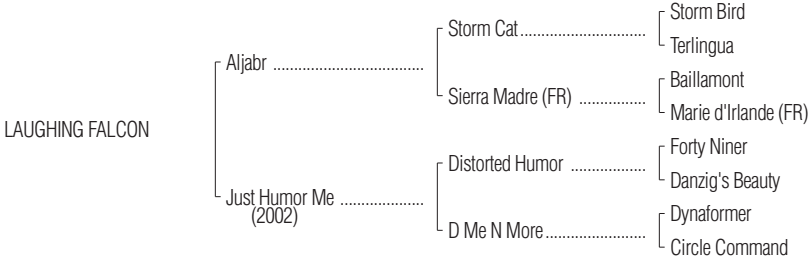 Storm Bird
Storm Cat..............................
Terlingua
Aljabr ....................................
Baillamont
Sierra Madre (FR) ................
Marie d'Irlande (FR)
LAUGHING FALCON
Forty Niner
Distorted Humor ..................
Danzig's Beauty
Just Humor Me ....................
(2002)
Dynaformer
D Me N More........................
Circle Command